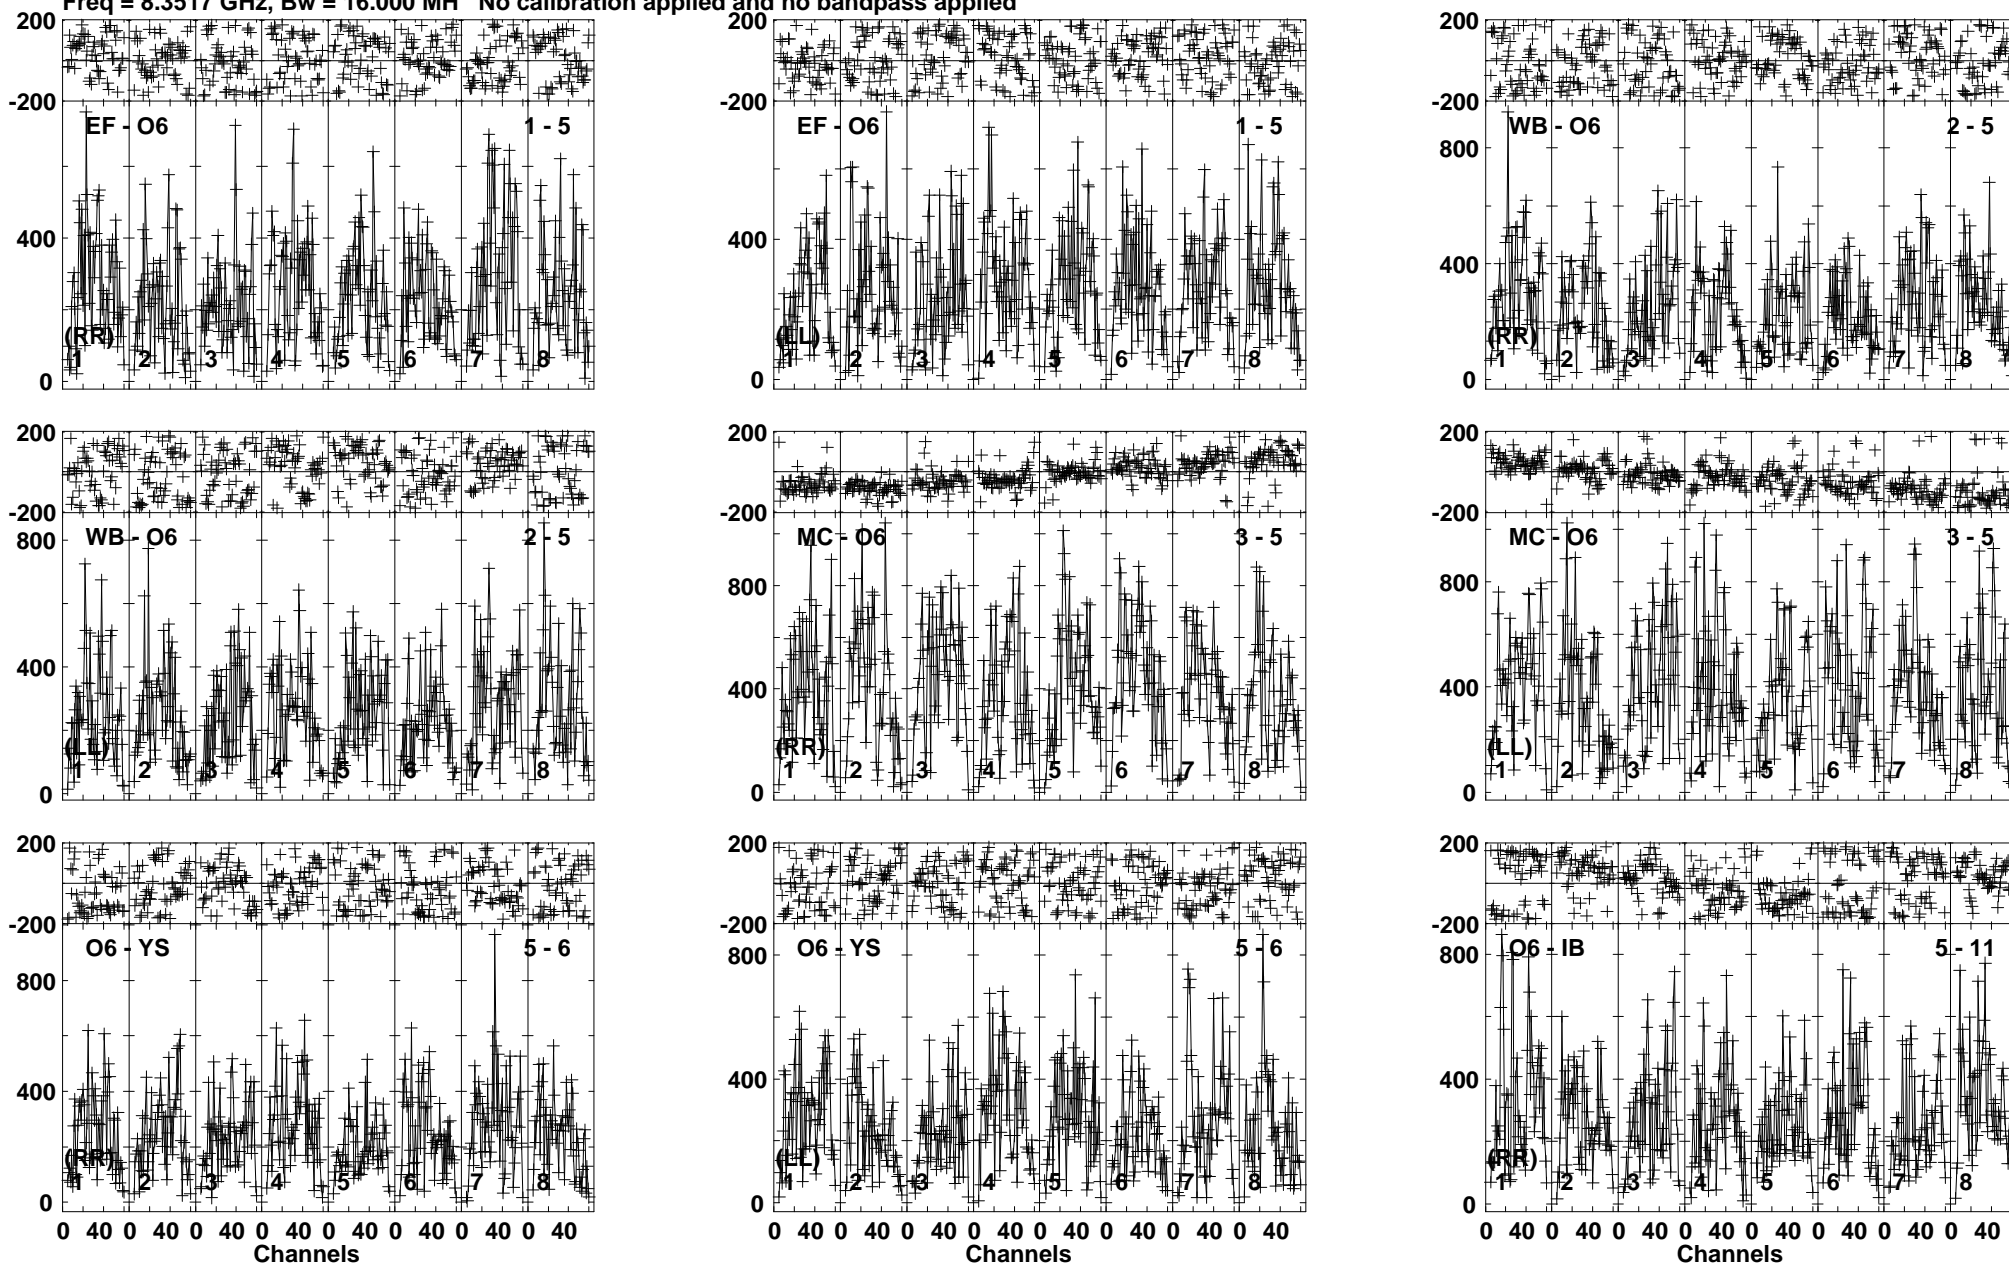 Freq = 8.3517 GHz, Bw = 16.000 MH No calibration applied and no bandpass applied
200 200 200
-200 -200 -200
EF - O6 1 - 5 EF - O6 1 - 5 WB - O6 2 - 5
800
400 400 400
(RR) (LL) (RR)
1 2 3 4 5 6 7 8 1 2 3 4 5 6 7 8 1 2 3 4 5 6 7 8
0 0 0
200 200 200
-200 -200 -200
WB - O6 2 - 5 MC - O6 3 - 5 MC - O6 3 - 5
800 800 800
400 400 400
(LL) (RR) (LL)
1 2 3 4 5 6 7 8 1 2 3 4 5 6 7 8 1 2 3 4 5 6 7 8
0 0 0
200 200 200
-200 -200 -200
O6 - YS 5 - 6 O6 - YS 5 - 6 O6 - IB 5 - 11
800 800 800
400 400 400
(RR) (LL) (RR)
1 2 3 4 5 6 7 8 1 2 3 4 5 6 7 8 1 2 3 4 5 6 7 8
0 0 0
0 40 0 40 0 40 0 40 0 40 0 40 0 40 0 40 0 40 0 40 0 40 0 40 0 40 0 40 0 40 0 40 0 40 0 40 0 40 0 40 0 40 0 40 0 40 0 40
Channels Channels Channels